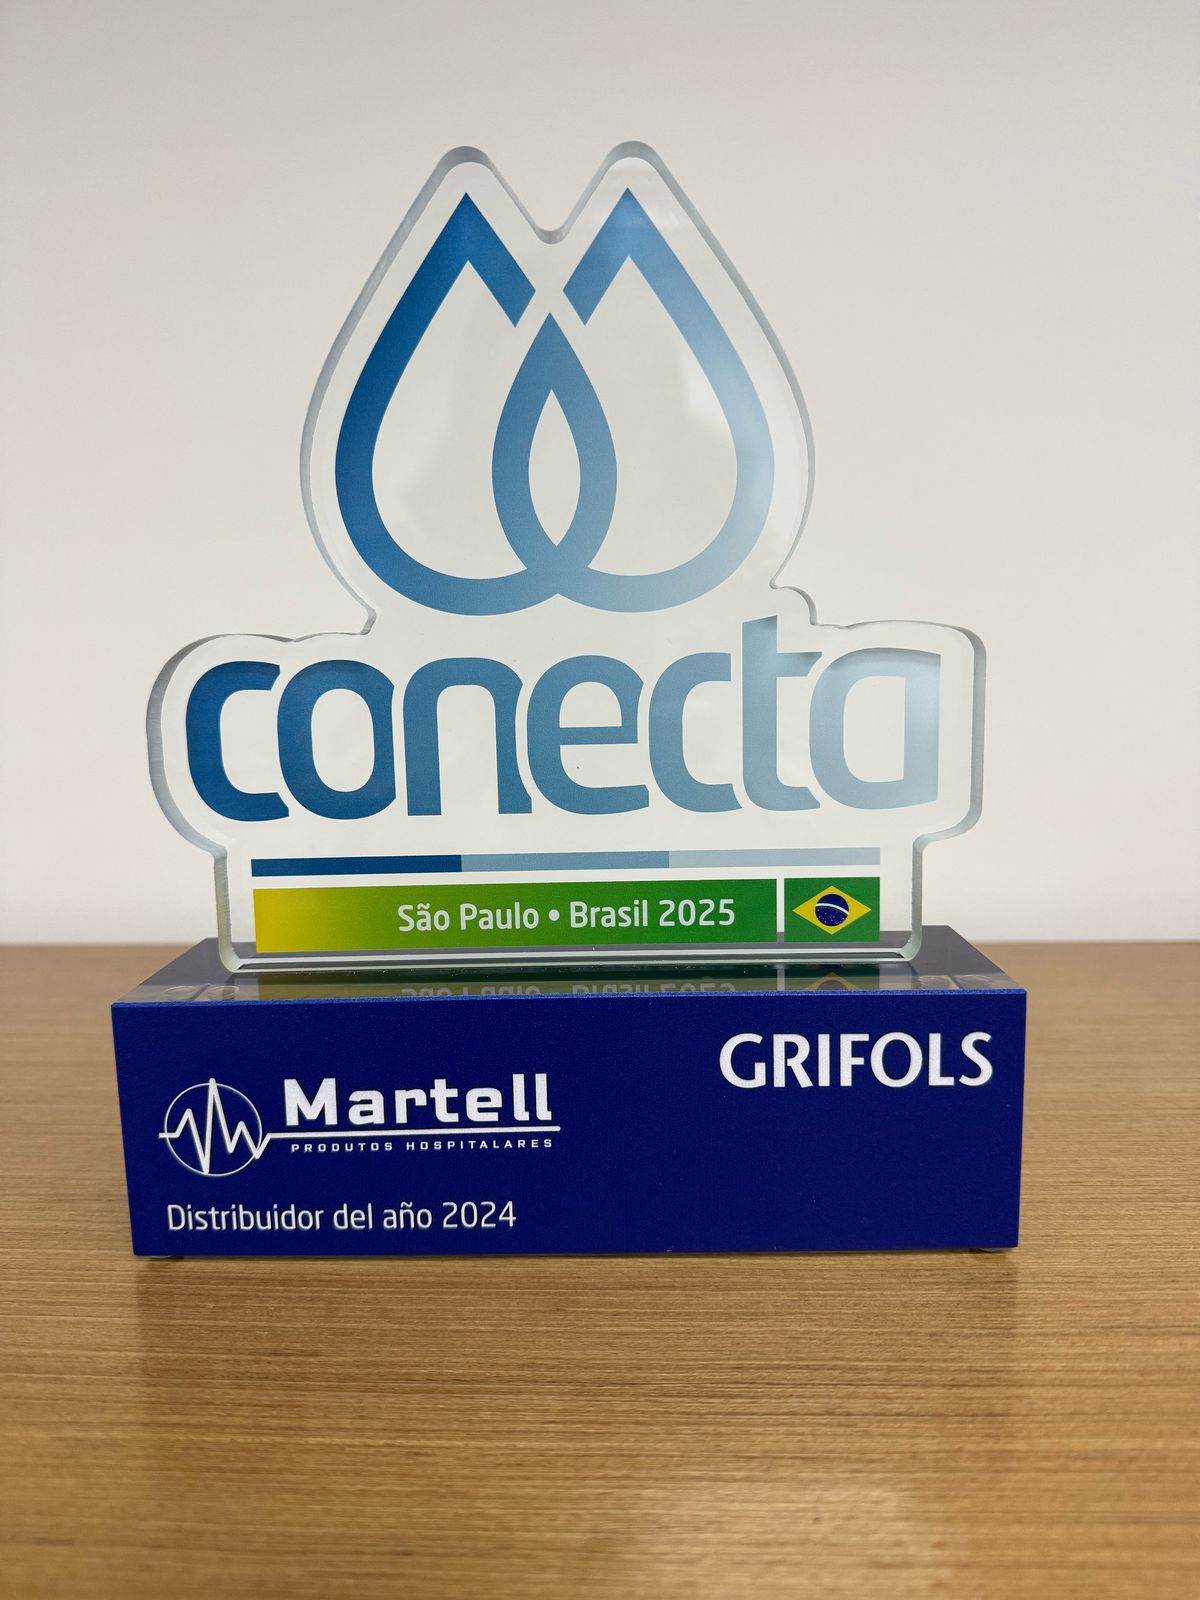 conecta
São Paulo • Brasil 2025
GRIFOLS
Martell
PRODUTOS HOSPITALARES
Distribuidor del año 2024